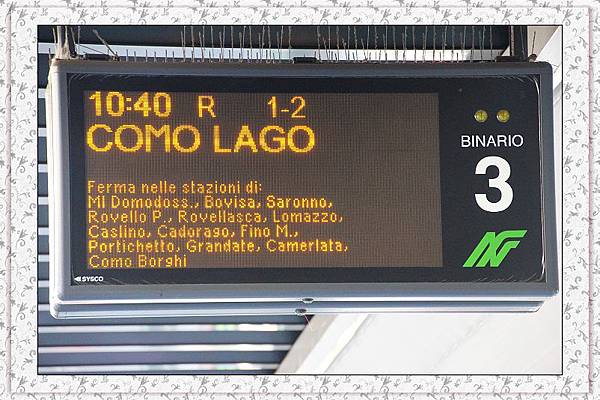 10:40 R 1-2
COMO LAGO
BINARIO
3
Ferma nelle stazioni di:
MI Domodoss., Bovisa, Saronno,
Rovello P., Rovellasca, Lomazzo,
Caslino, Cadorago, Fino M.,
Portichetto, Grandate, Camerlata,
Como Borghi
SYSCO